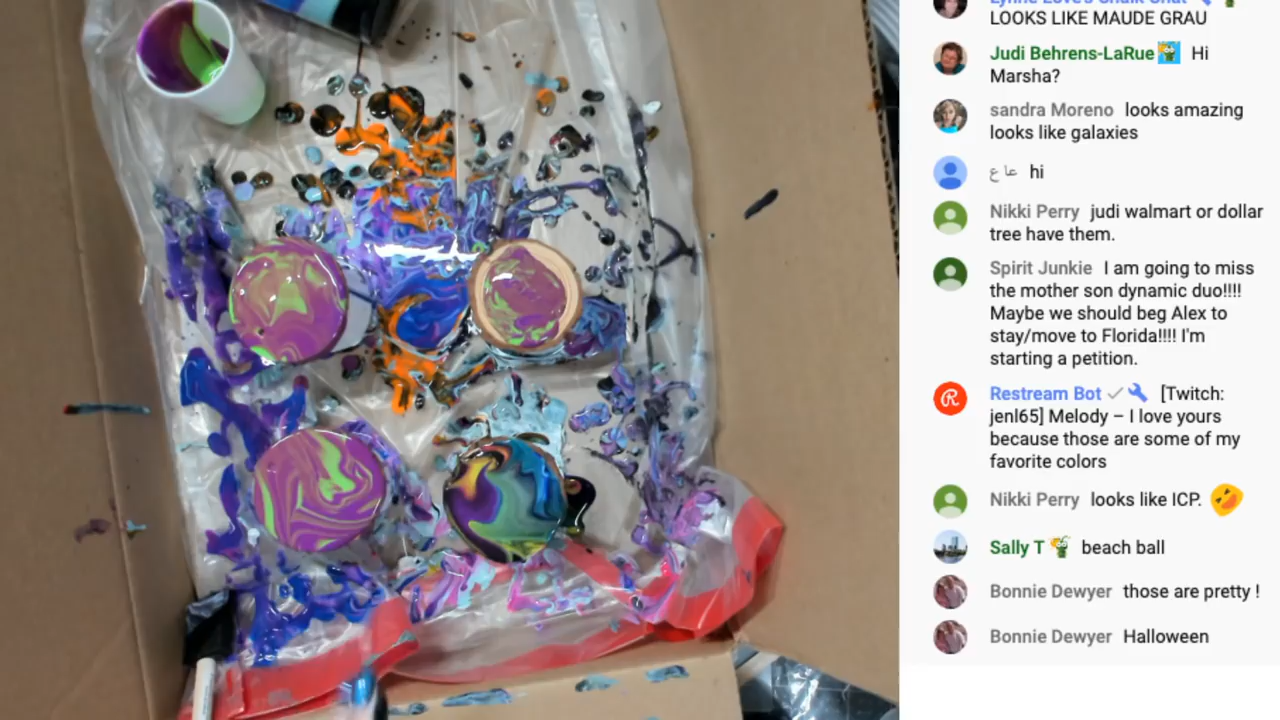 LOOKS LIKE MAUDE GRAU
Judi Behrens-LaRue Hi
Marsha?
sandra Moreno looks amazing
looks like galaxies
عا ع hi
Nikki Perry judi walmart or dollar
tree have them.
Spirit Junkie I am going to miss
the mother son dynamic duo!!!!
Maybe we should beg Alex to
stay/move to Florida!!!! I'm
starting a petition.
Restream Bot [Twitch:
jenl65] Melody – I love yours
because those are some of my
favorite colors
Nikki Perry looks like ICP.
Sally T beach ball
Bonnie Dewyer those are pretty !
Bonnie Dewyer Halloween